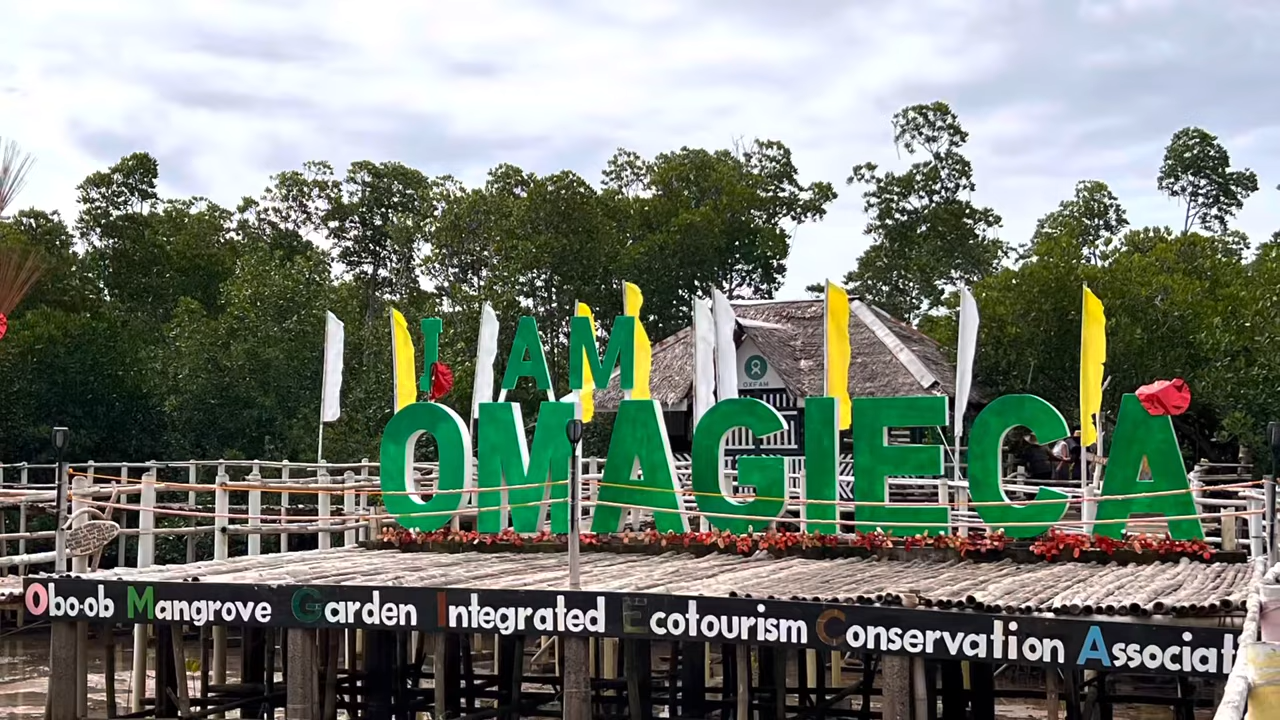 I AM
OXFAM
OMAGIECA
Obo-ob Mangrove Garden Integrated Ecotourism Conservation Associat